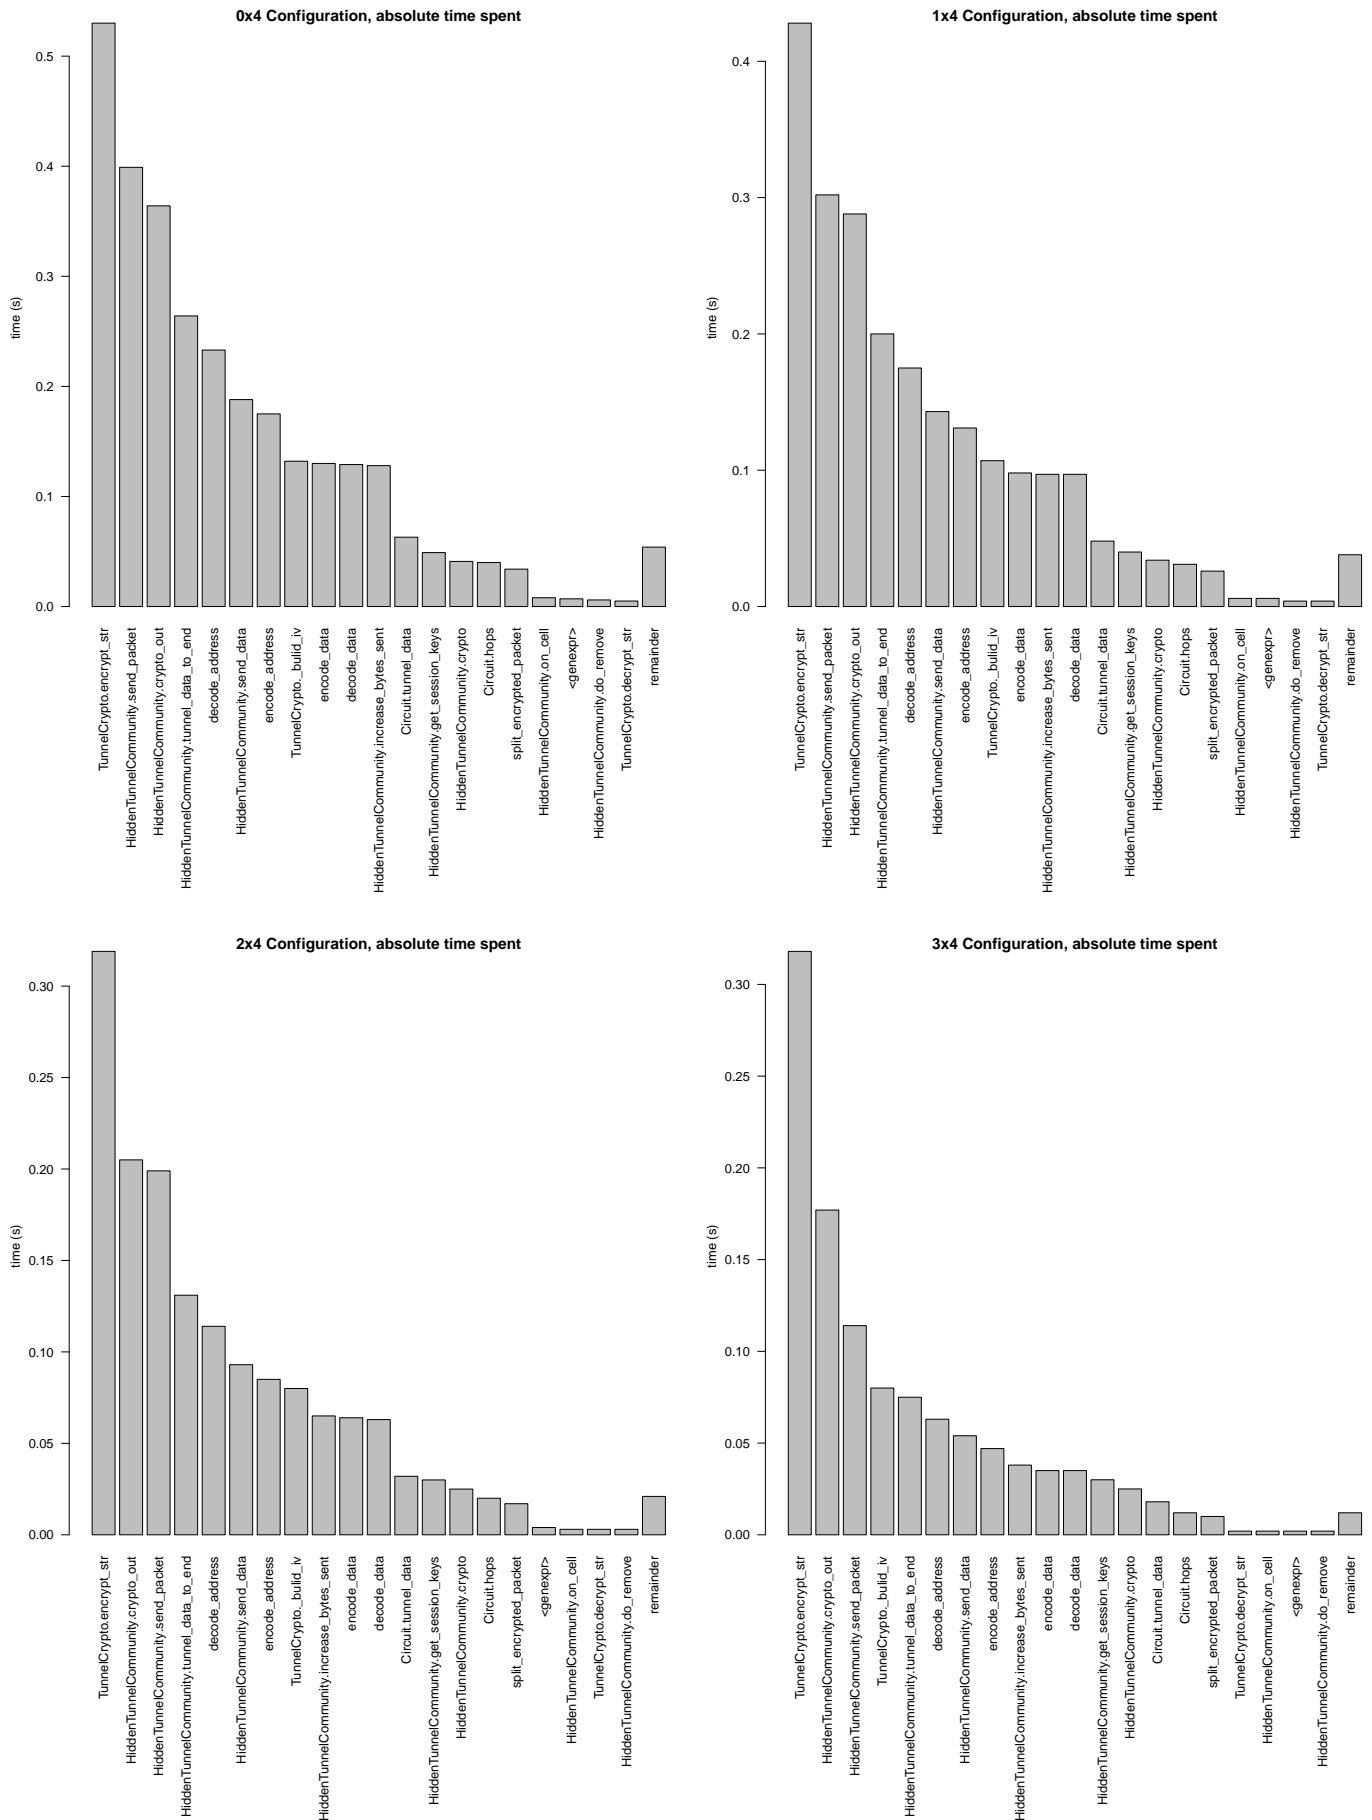 0x4 Configuration, absolute time spent
time (s)
0.5
0.4
0.3
0.2
0.1
0.0
TunnelCrypto.encrypt_str
HiddenTunnelCommunity.send_packet
HiddenTunnelCommunity.crypto_out
HiddenTunnelCommunity.tunnel_data_to_end
decode_address
HiddenTunnelCommunity.send_data
encode_address
TunnelCrypto._bulid_iv
encode_data
decode_data
HiddenTunnelCommunity.increase_bytes_sent
Circuit.tunnel_data
HiddenTunnelCommunity.get_session_keys
HiddenTunnelCommunity.crypto
Circuit.hops
split_encrypted_packet
HiddenTunnelCommunity.on_cell
<genexpr>
HiddenTunnelCommunity.do_remove
TunnelCrypto.decrypt_str
remainder
1x4 Configuration, absolute time spent
time (s)
0.4
0.3
0.2
0.1
0.0
TunnelCrypto.encrypt_str
HiddenTunnelCommunity.send_packet
HiddenTunnelCommunity.crypto_out
HiddenTunnelCommunity.tunnel_data_to_end
decode_address
HiddenTunnelCommunity.send_data
encode_address
TunnelCrypto._bulid_iv
encode_data
HiddenTunnelCommunity.increase_bytes_sent
decode_data
Circuit.tunnel_data
HiddenTunnelCommunity.get_session_keys
HiddenTunnelCommunity.crypto
Circuit.hops
split_encrypted_packet
HiddenTunnelCommunity.on_cell
<genexpr>
HiddenTunnelCommunity.do_remove
TunnelCrypto.decrypt_str
remainder
2x4 Configuration, absolute time spent
time (s)
0.30
0.25
0.20
0.15
0.10
0.05
0.00
TunnelCrypto.encrypt_str
HiddenTunnelCommunity.crypto_out
HiddenTunnelCommunity.send_packet
HiddenTunnelCommunity.tunnel_data_to_end
decode_address
HiddenTunnelCommunity.send_data
encode_address
TunnelCrypto._bulid_iv
HiddenTunnelCommunity.increase_bytes_sent
encode_data
decode_data
Circuit.tunnel_data
HiddenTunnelCommunity.get_session_keys
HiddenTunnelCommunity.crypto
Circuit.hops
split_encrypted_packet
<genexpr>
HiddenTunnelCommunity.on_cell
TunnelCrypto.decrypt_str
HiddenTunnelCommunity.do_remove
remainder
3x4 Configuration, absolute time spent
time (s)
0.30
0.25
0.20
0.15
0.10
0.05
0.00
TunnelCrypto.encrypt_str
HiddenTunnelCommunity.crypto_out
HiddenTunnelCommunity.send_packet
TunnelCrypto._bulid_iv
HiddenTunnelCommunity.tunnel_data_to_end
decode_address
HiddenTunnelCommunity.send_data
encode_address
HiddenTunnelCommunity.increase_bytes_sent
encode_data
decode_data
HiddenTunnelCommunity.get_session_keys
HiddenTunnelCommunity.crypto
Circuit.tunnel_data
Circuit.hops
split_encrypted_packet
TunnelCrypto.decrypt_str
HiddenTunnelCommunity.on_cell
<genexpr>
HiddenTunnelCommunity.do_remove
remainder